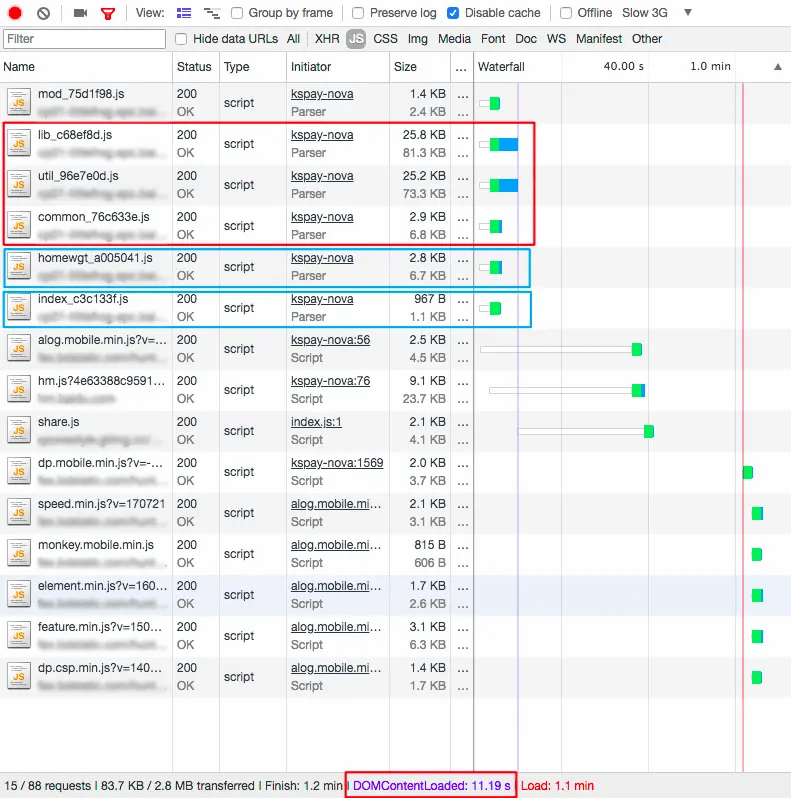 View: Group by frame Preserve log Disable cache Offline Slow 3G
Filter Hide data URLs All XHR JS CSS Img Media Font Doc WS Manifest Other
Name Status Type Initiator Size ... Waterfall 40.00 s 1.0 min
mod_75d1f98.js 200 script kspay-nova 1.4 KB ...
OK Parser 2.4 KB ...
lib_c68ef8d.js 200 script kspay-nova 25.8 KB ...
OK Parser 81.3 KB ...
util_96e7e0d.js 200 script kspay-nova 25.2 KB ...
OK Parser 73.3 KB ...
common_76c633e.js 200 script kspay-nova 2.9 KB ...
OK Parser 6.8 KB ...
homewgt_a005041.js 200 script kspay-nova 2.8 KB ...
OK Parser 6.7 KB ...
index_c3c133f.js 200 script kspay-nova 967 B ...
OK Parser 1.1 KB ...
alog.mobile.min.js?v=... 200 script kspay-nova:56 2.5 KB ...
OK Script 4.5 KB ...
hm.js?4e63388c9591... 200 script kspay-nova:76 9.1 KB ...
OK Script 23.7 KB ...
share.js 200 script index.js:1 2.1 KB ...
OK Script 4.1 KB ...
dp.mobile.min.js?v=-... 200 script kspay-nova:1569 2.0 KB ...
OK Script 3.7 KB ...
speed.min.js?v=170721 200 script alog.mobile.mi... 2.1 KB ...
OK Script 3.1 KB ...
monkey.mobile.min.js 200 script alog.mobile.mi... 815 B ...
OK Script 606 B ...
element.min.js?v=160... 200 script alog.mobile.mi... 1.7 KB ...
OK Script 2.6 KB ...
feature.min.js?v=150... 200 script alog.mobile.mi... 3.1 KB ...
OK Script 6.3 KB ...
dp.csp.min.js?v=140... 200 script alog.mobile.mi... 1.4 KB ...
OK Script 1.7 KB ...
15 / 88 requests | 83.7 KB / 2.8 MB transferred | Finish: 1.2 min | DOMContentLoaded: 11.19 s | Load: 1.1 min